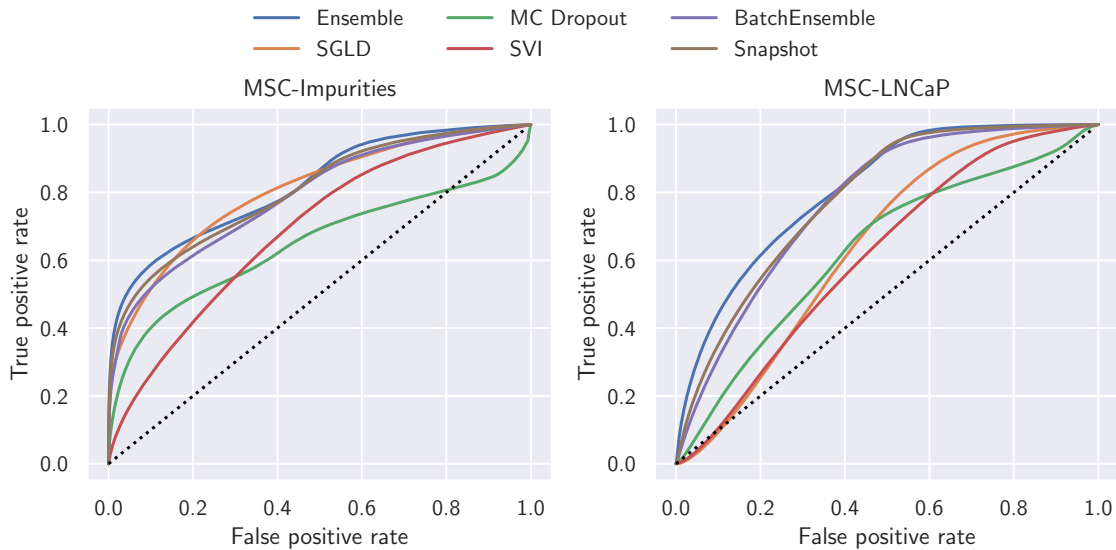 Ensemble MC Dropout BatchEnsemble
SGLD SVI Snapshot
MSC-Impurities
1.0
0.8
0.6
0.4
0.2
0.0
True positive rate
0.0 0.2 0.4 0.6 0.8 1.0
False positive rate
MSC-LNCaP
1.0
0.8
0.6
0.4
0.2
0.0
True positive rate
0.0 0.2 0.4 0.6 0.8 1.0
False positive rate